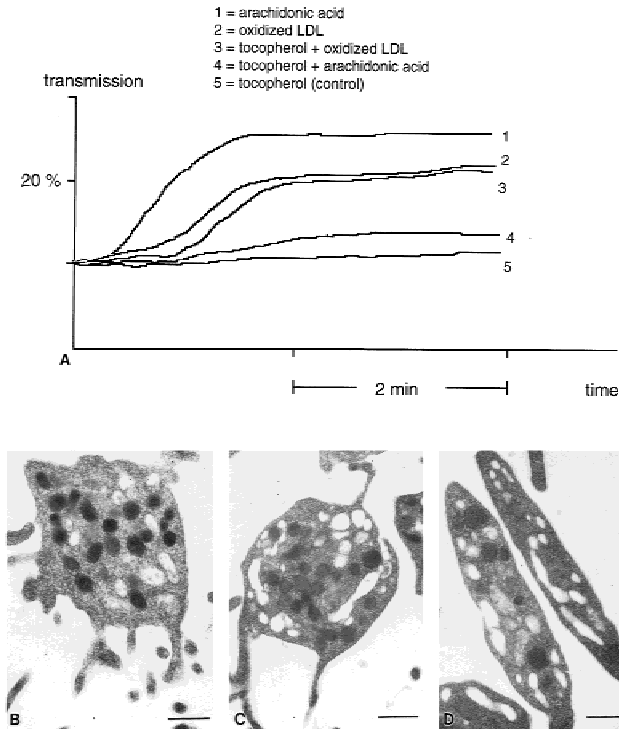 1 = arachidonic acid
2 = oxidized LDL
3 = tocopherol + oxidized LDL
4 = tocopherol + arachidonic acid
5 = tocopherol (control)
transmission
1
2
20 %
3
4
5
A
2 min
time
B
C
D